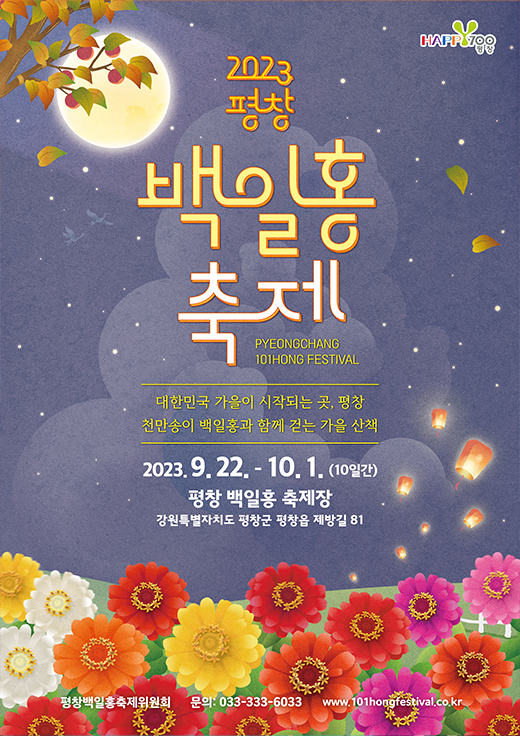 HAPPY700
평창
2023
평창
백일홍
축제
PYEONGCHANG
101HONG FESTIVAL
대한민국 가을이 시작되는 곳, 평창
천만송이 백일홍과 함께 걷는 가을 산책
2023. 9. 22. - 10. 1. (10일간)
평창 백일홍 축제장
강원특별자치도 평창군 평창읍 제방길 81
평창백일홍축제위원회 문의: 033-333-6033 www.101hongfestival.co.kr